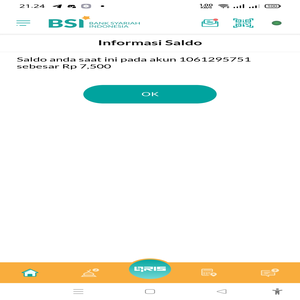 21.24
BSI BANK SYARIAH
INDONESIA
Informasi Saldo
Saldo anda saat ini pada akun 1061295751
sebesar Rp 7,500
OK
QRIS